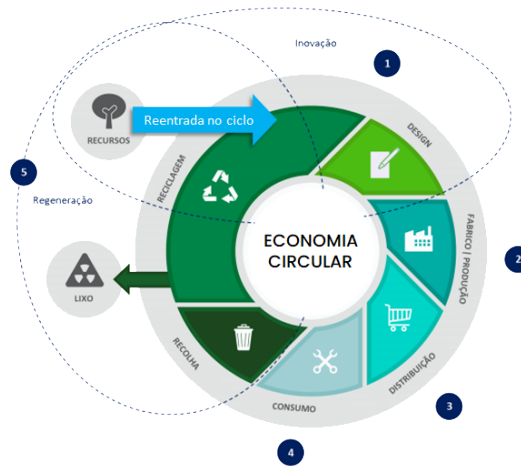 Inovação
1
RECURSOS
Reentrada no ciclo
DESIGN
RECICLAGEM
5
Regeneração
FABRICO | PRODUÇÃO
ECONOMIA
CIRCULAR
2
LIXO
RECOLHA
DISTRIBUIÇÃO
CONSUMO
3
4